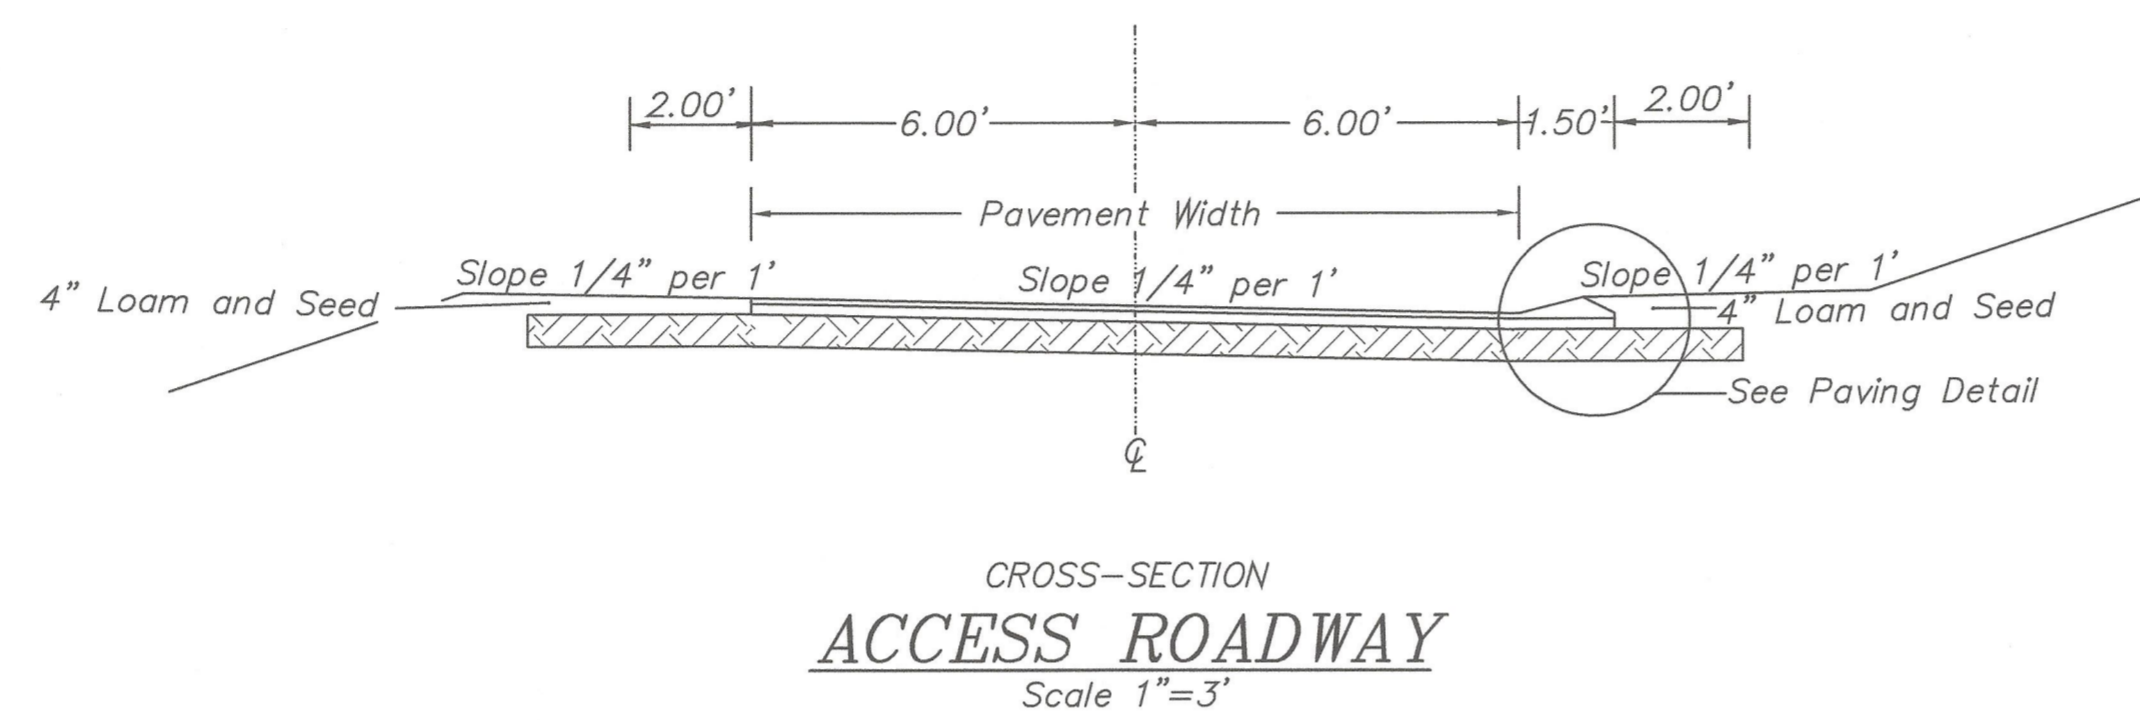 2.00' 6.00' 6.00' 1.50' 2.00'
Pavement Width
Slope 1/4" per 1' Slope 1/4" per 1' Slope 1/4" per 1'
4" Loam and Seed 4" Loam and Seed
See Paving Detail
℄
CROSS-SECTION
ACCESS ROADWAY
Scale 1"=3'